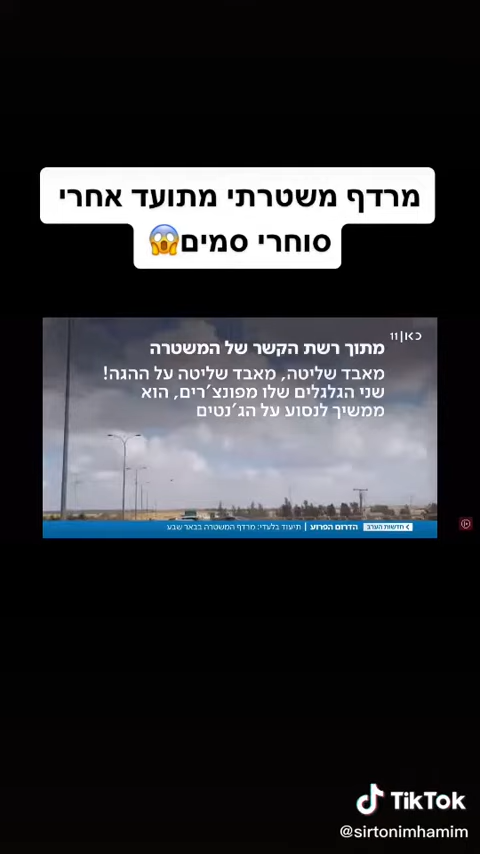 מרדף משטרתי מתועד אחרי
סוחרי סמים😱
כאן|11
מתוך רשת הקשר של המשטרה
מאבד שליטה, מאבד שליטה על ההגה!
שני הגלגלים שלו מפונצ׳רים, הוא
ממשיך לנסוע על הג׳נטים
חדשות הערב
הדרום הפרוע | תיעוד בלעדי: מרדף המשטרה בבאר שבע
TikTok
@sirtonimhamim